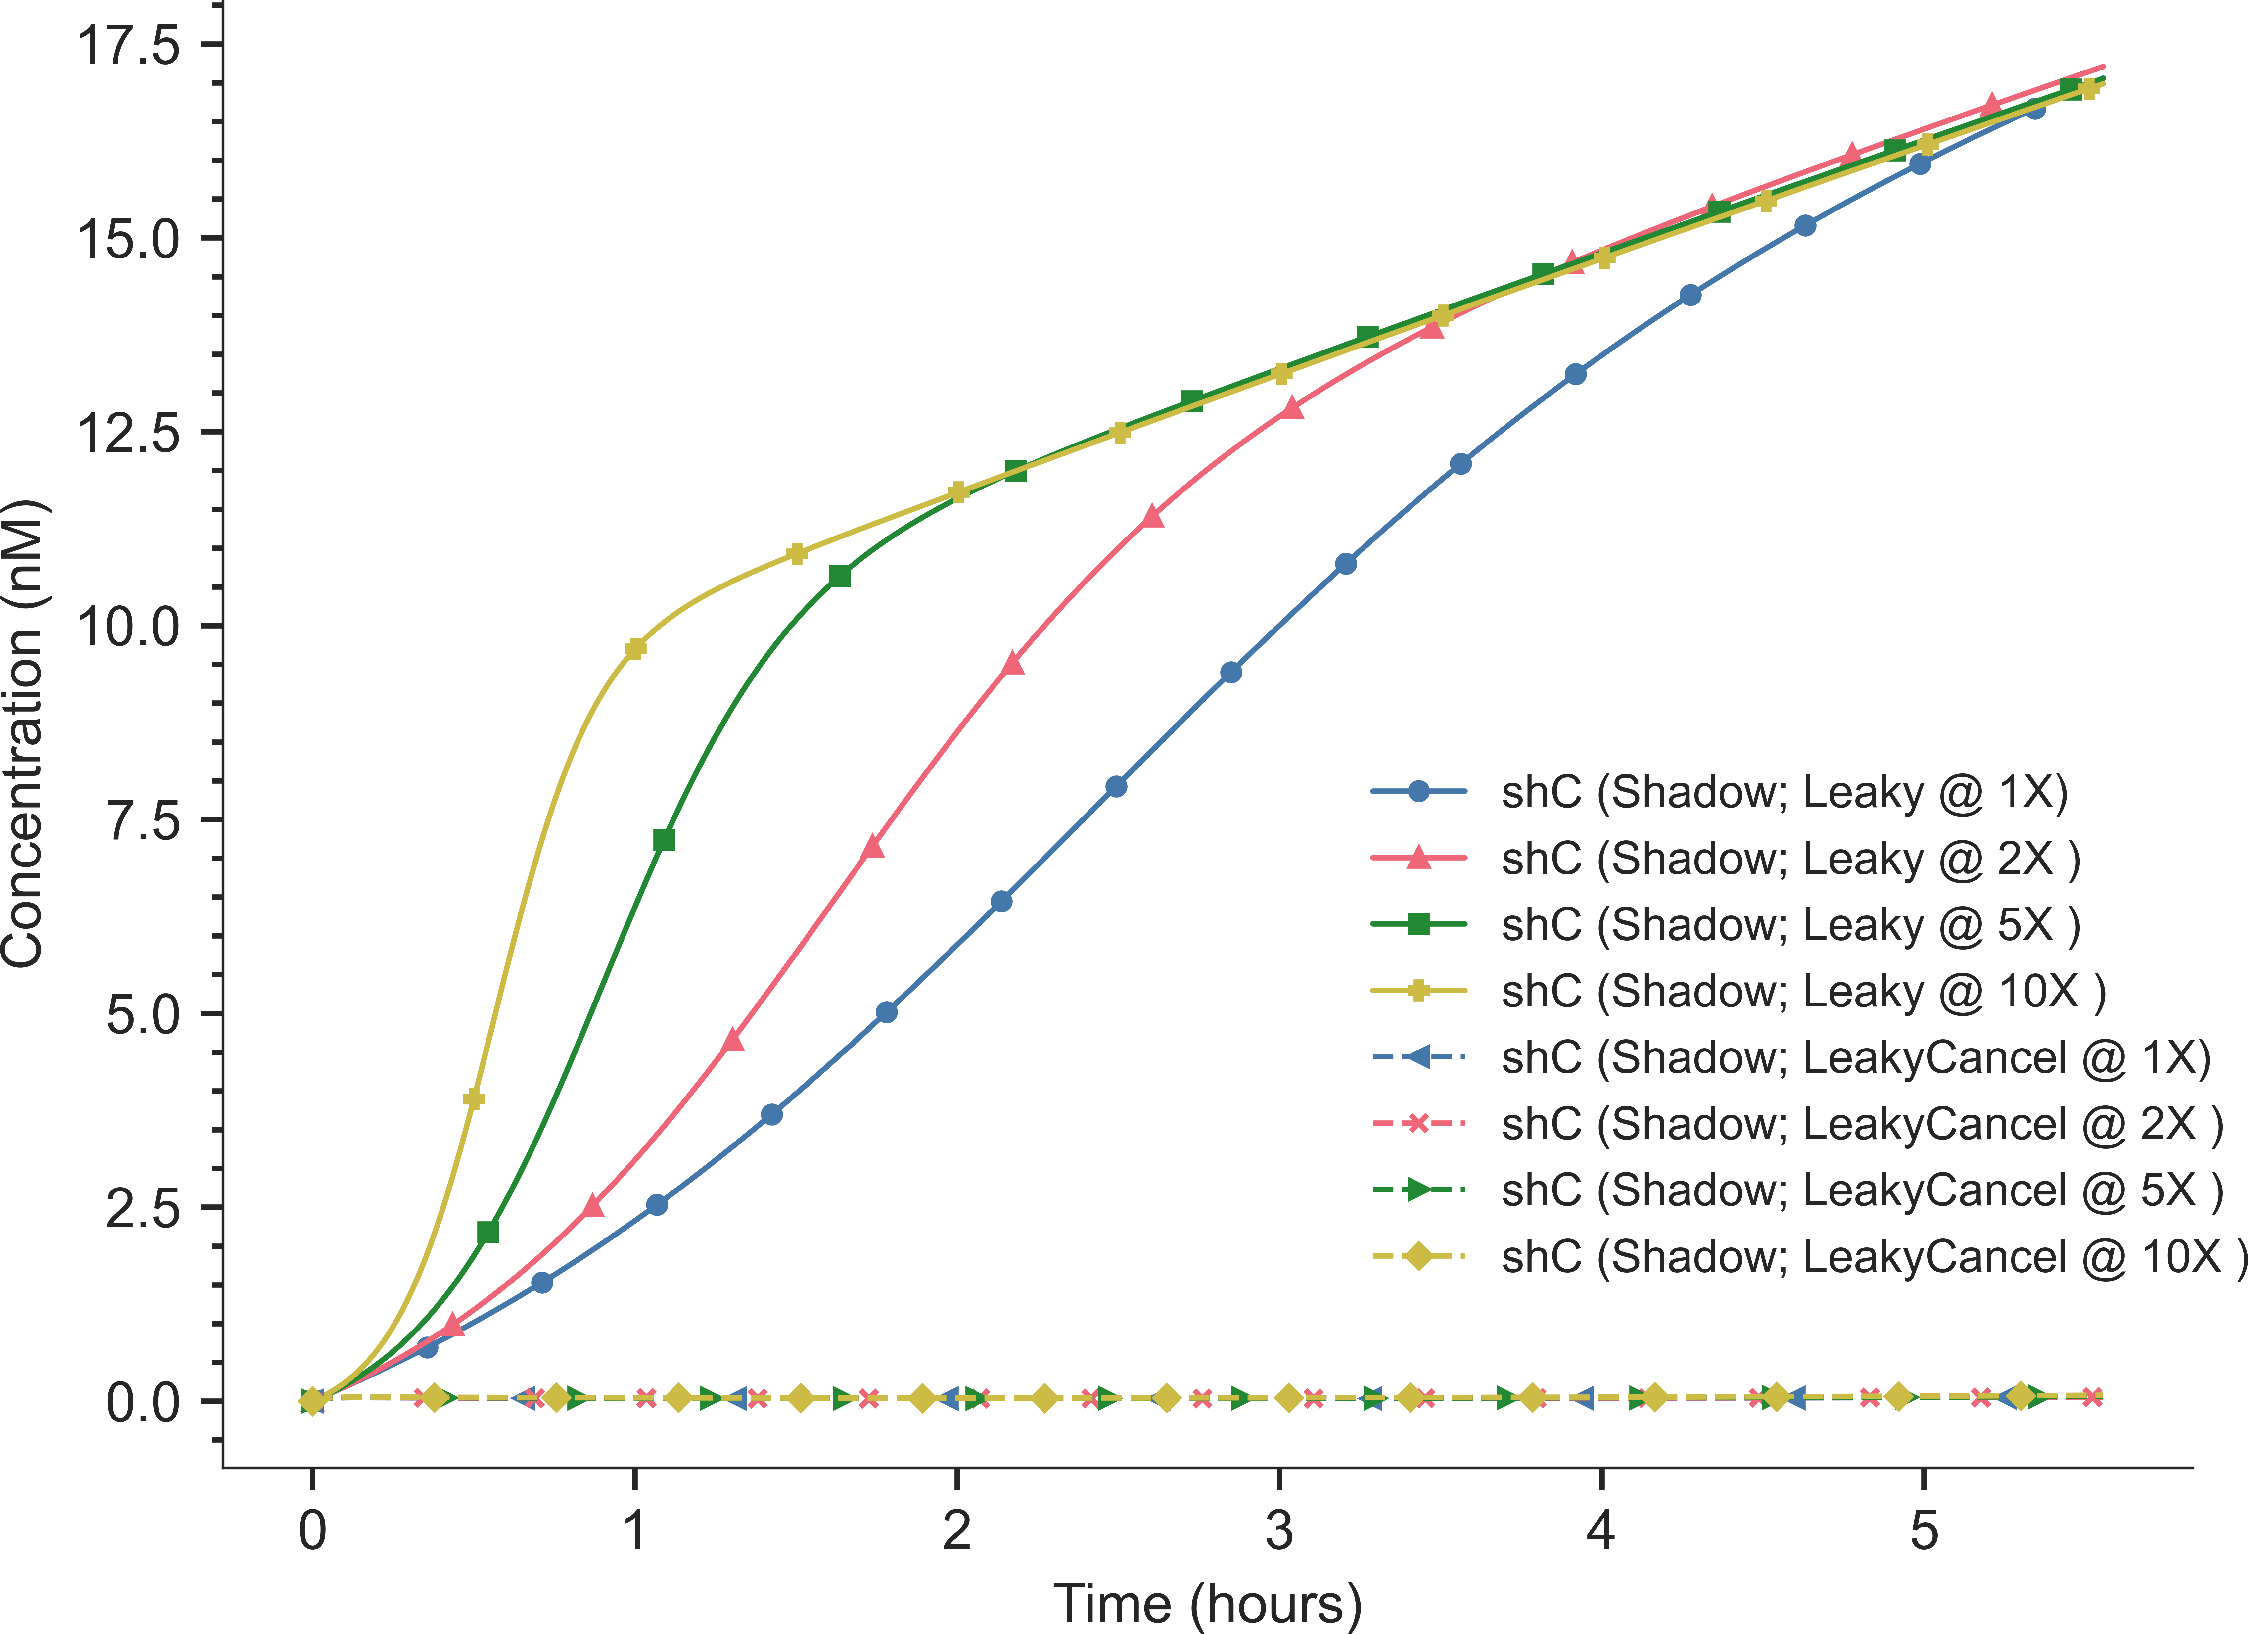 17.5
15.0
12.5
10.0
7.5
5.0
2.5
0.0
Concentration (nM)
0 1 2 3 4 5
Time (hours)
shC (Shadow; Leaky @ 1X)
shC (Shadow; Leaky @ 2X )
shC (Shadow; Leaky @ 5X )
shC (Shadow; Leaky @ 10X )
shC (Shadow; LeakyCancel @ 1X)
shC (Shadow; LeakyCancel @ 2X )
shC (Shadow; LeakyCancel @ 5X )
shC (Shadow; LeakyCancel @ 10X )